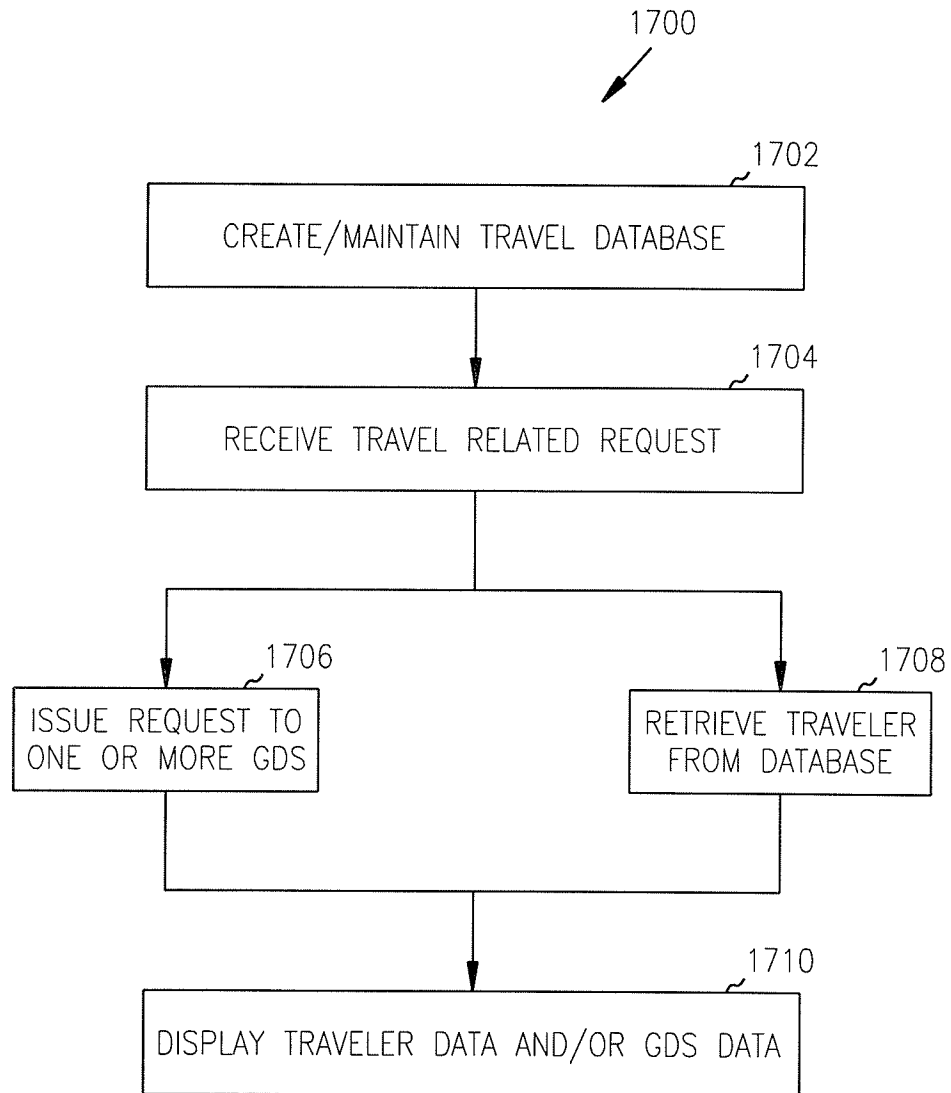 1700
1702
CREATE/MAINTAIN TRAVEL DATABASE
1704
RECEIVE TRAVEL RELATED REQUEST
1706
ISSUE REQUEST TO
ONE OR MORE GDS
1708
RETRIEVE TRAVELER
FROM DATABASE
1710
DISPLAY TRAVELER DATA AND/OR GDS DATA